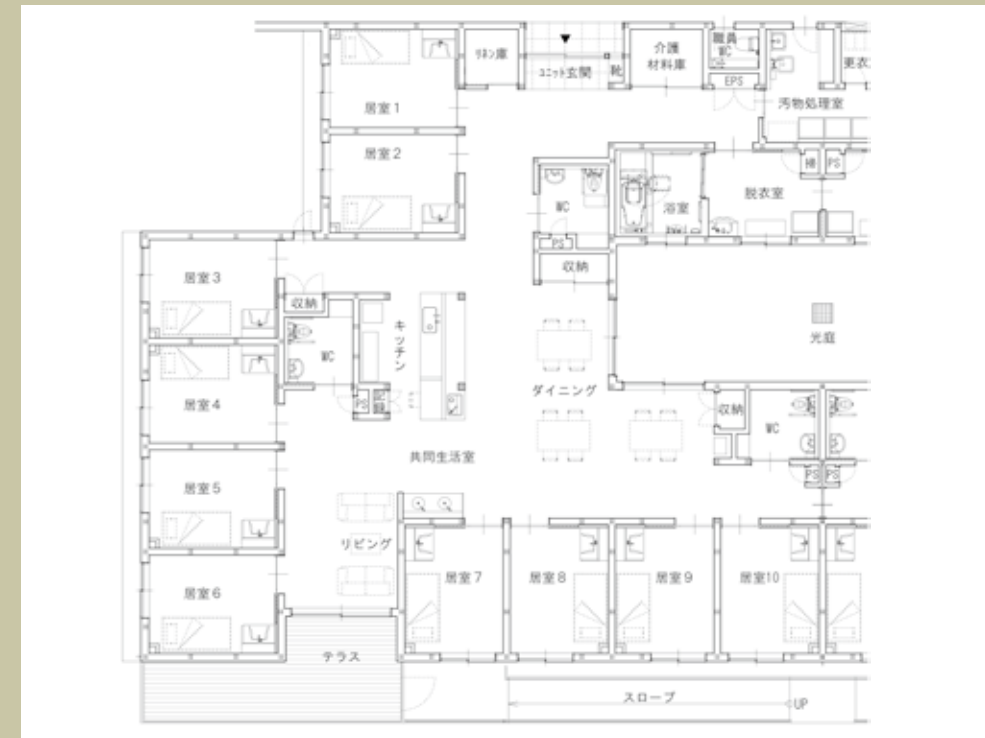 リネン庫
ユニット玄関
靴
介護
材料庫
職員
WC
EPS
更衣
汚物処理室
居室1
居室2
WC
PS
収納
浴室
脱衣室
掃
PS
居室3
収納
キッチン
WC
PS
光庭
居室4
ダイニング
収納
WC
共同生活室
PS
PS
居室5
リビング
居室6
居室7
居室8
居室9
居室10
テラス
スロープ
UP